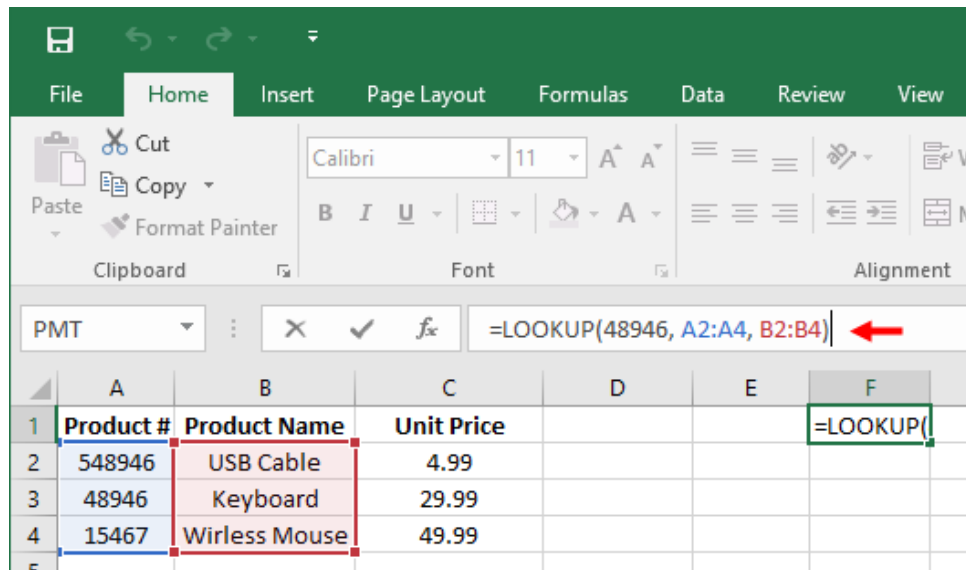 File Home Insert Page Layout Formulas Data Review View
Cut
Copy
Paste
Format Painter
Clipboard
Calibri 11 A A
B I U A
Font
Alignment
PMT fx =LOOKUP(48946, A2:A4, B2:B4)
A B C D E F
1 Product # Product Name Unit Price =LOOKUP(
2 548946 USB Cable 4.99
3 48946 Keyboard 29.99
4 15467 Wirless Mouse 49.99